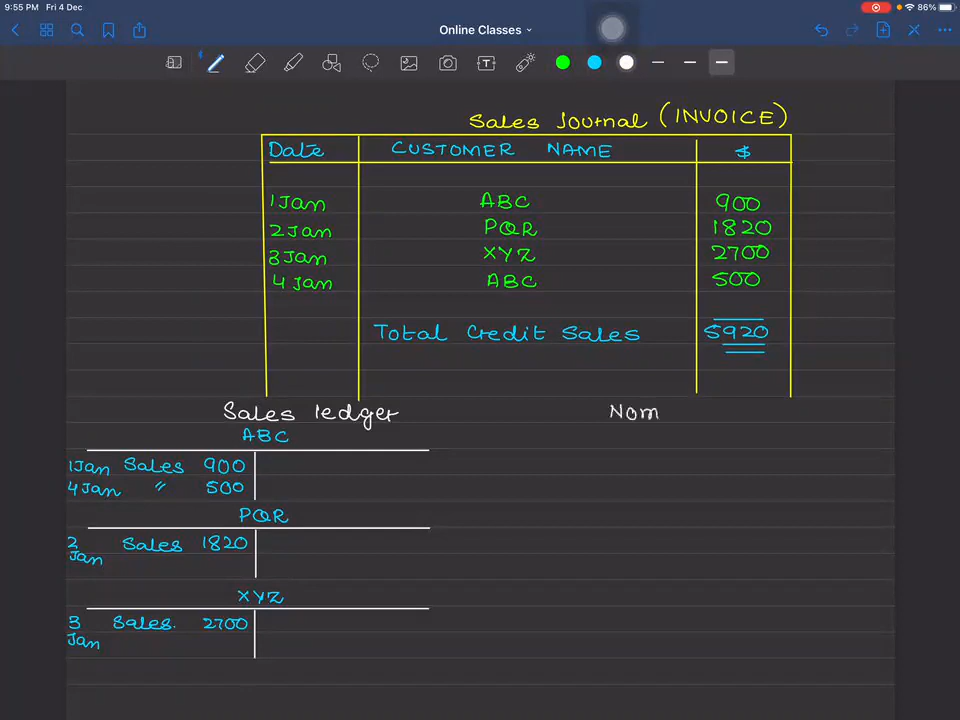 9:55 PM Fri 4 Dec 86%
Online Classes
Sales Journal (INVOICE)
Date CUSTOMER NAME $
1 Jan ABC 900
2 Jan PQR 1820
3 Jan XYZ 2700
4 Jan ABC 500
Total Credit Sales 5920
Sales ledger Nom
ABC
1 Jan Sales 900
4 Jan " 500
PQR
2 Sales 1820
Jan
XYZ
3 Sales. 2700
Jan